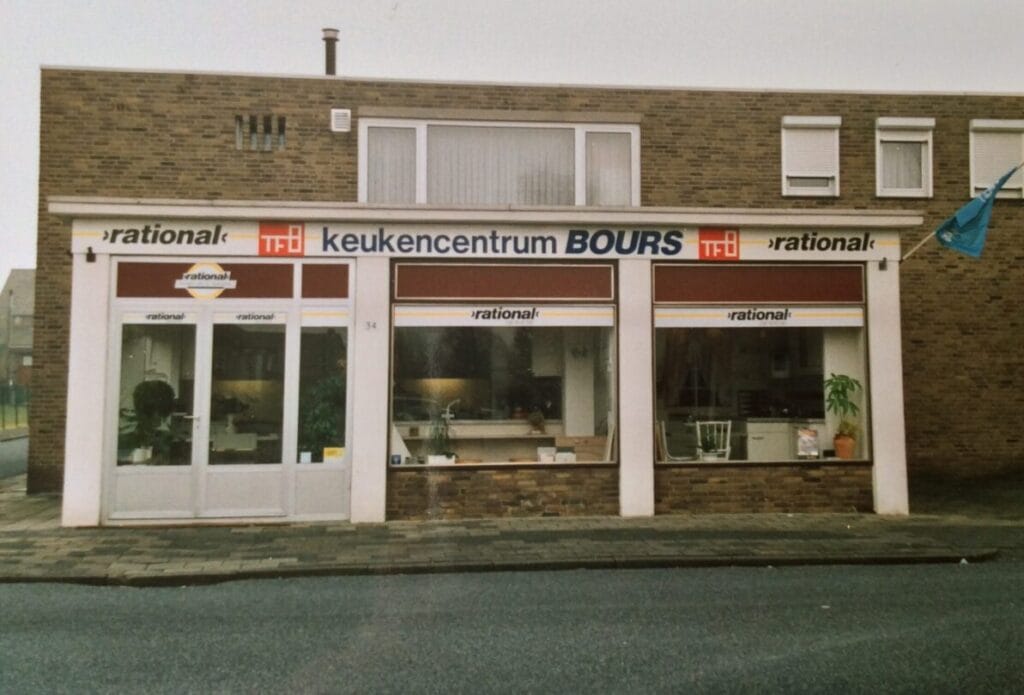 ›rational‹ TFB keukencentrum BOURS TFB ›rational‹
rational
›rational‹ ›rational‹
›rational‹
›rational‹
34